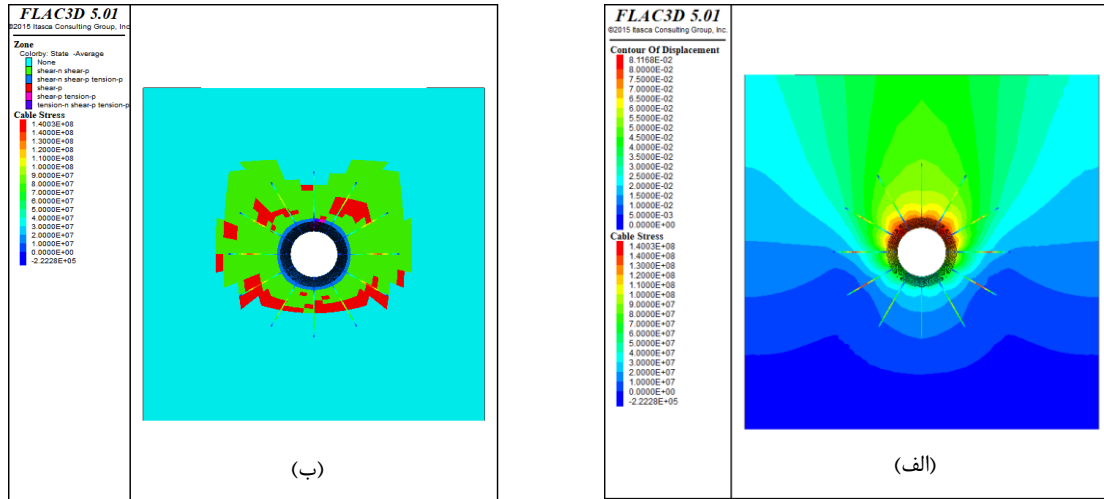 FLAC3D 5.01
©2015 Itasca Consulting Group, Inc
Zone
Colorby: State -Average
None
shear-n shear-p
shear-n shear-p tension-p
shear-p
shear-p tension-p
tension-n shear-p tension-p
Cable Stress
1.4003E+08
1.4000E+08
1.3000E+08
1.2000E+08
1.1000E+08
1.0000E+08
9.0000E+07
8.0000E+07
7.0000E+07
6.0000E+07
5.0000E+07
4.0000E+07
3.0000E+07
2.0000E+07
1.0000E+07
0.0000E+00
-2.2228E+05
(ب)
FLAC3D 5.01
©2015 Itasca Consulting Group, Inc.
Contour Of Displacement
8.1168E-02
8.0000E-02
7.5000E-02
7.0000E-02
6.5000E-02
6.0000E-02
5.5000E-02
5.0000E-02
4.5000E-02
4.0000E-02
3.5000E-02
3.0000E-02
2.5000E-02
2.0000E-02
1.5000E-02
1.0000E-02
5.0000E-03
0.0000E+00
Cable Stress
1.4003E+08
1.4000E+08
1.3000E+08
1.2000E+08
1.1000E+08
1.0000E+08
9.0000E+07
8.0000E+07
7.0000E+07
6.0000E+07
5.0000E+07
4.0000E+07
3.0000E+07
2.0000E+07
1.0000E+07
0.0000E+00
-2.2228E+05
(الف)